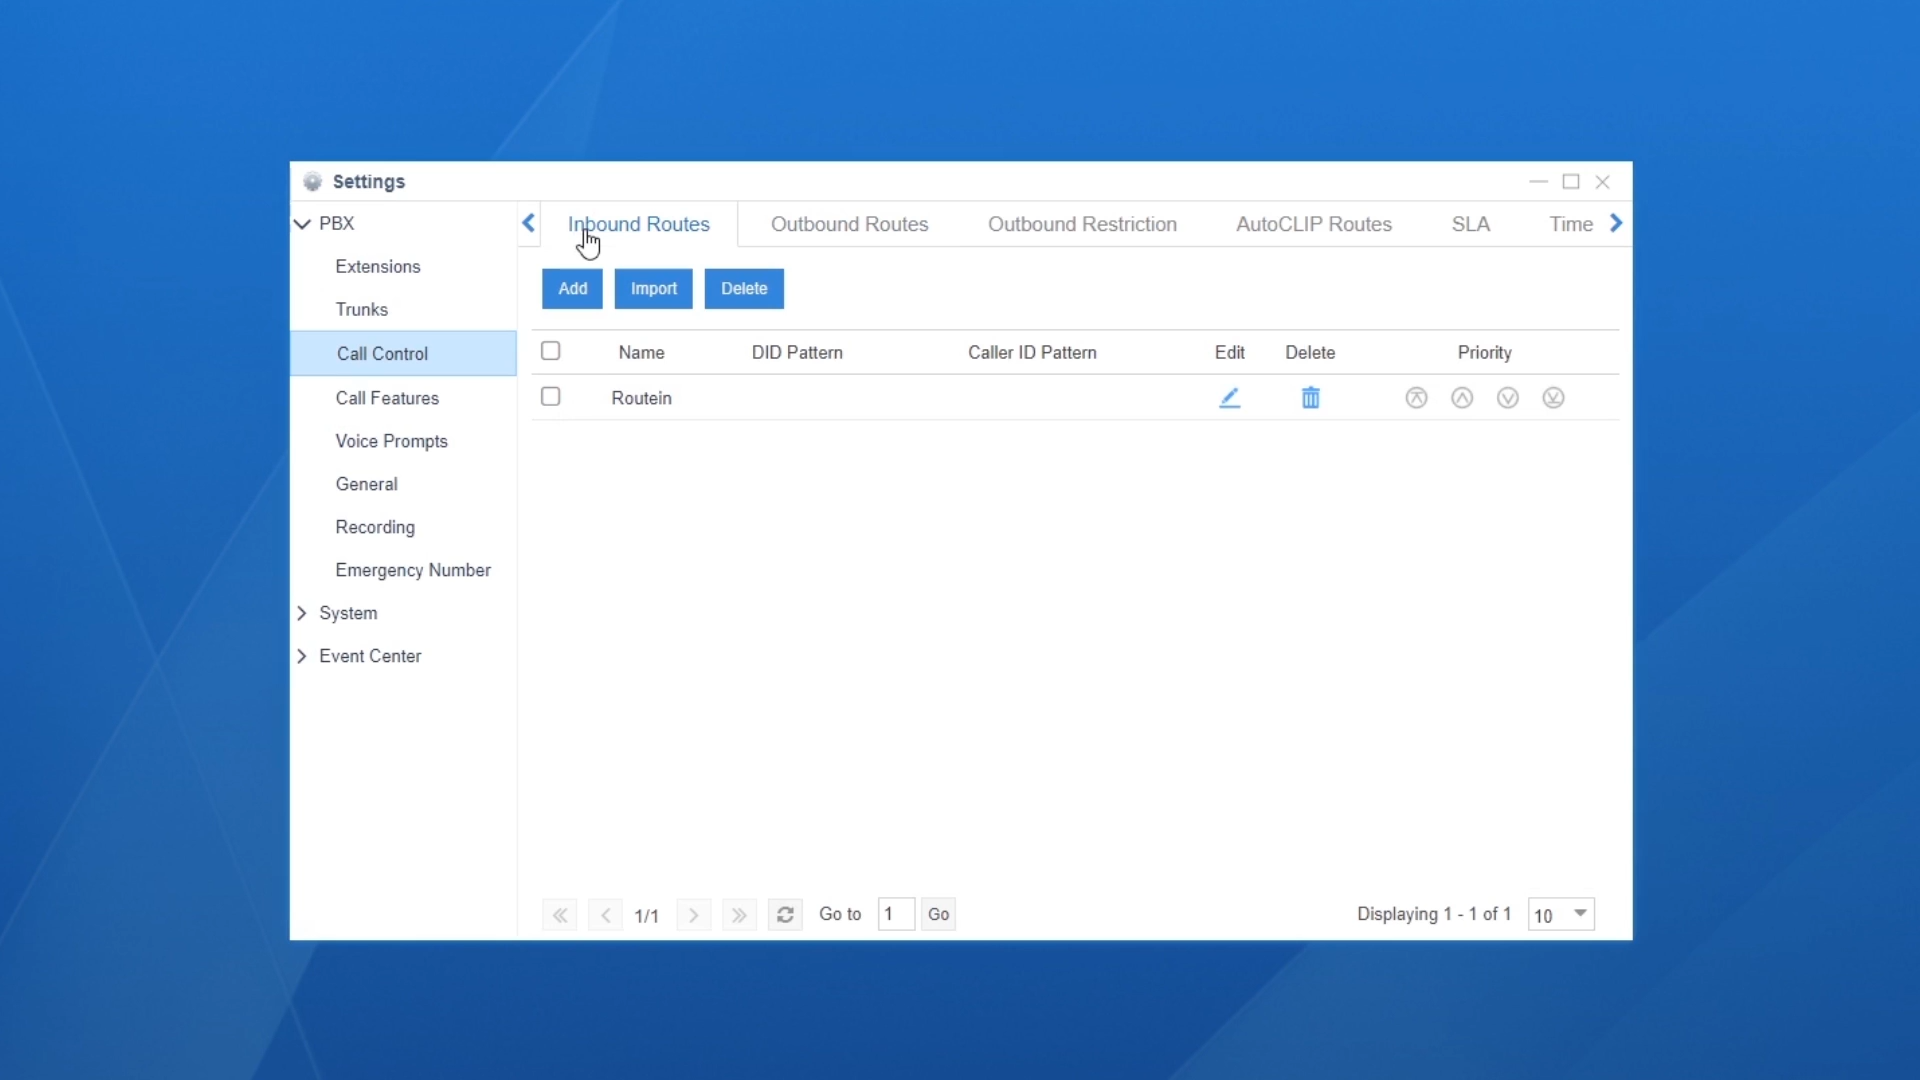 Settings
PBX
Extensions
Trunks
Call Control
Call Features
Voice Prompts
General
Recording
Emergency Number
System
Event Center
Inbound Routes Outbound Routes Outbound Restriction AutoCLIP Routes SLA Time
Add Import Delete
Name DID Pattern Caller ID Pattern Edit Delete Priority
Routein
1/1 Go to 1 Go Displaying 1 - 1 of 1 10